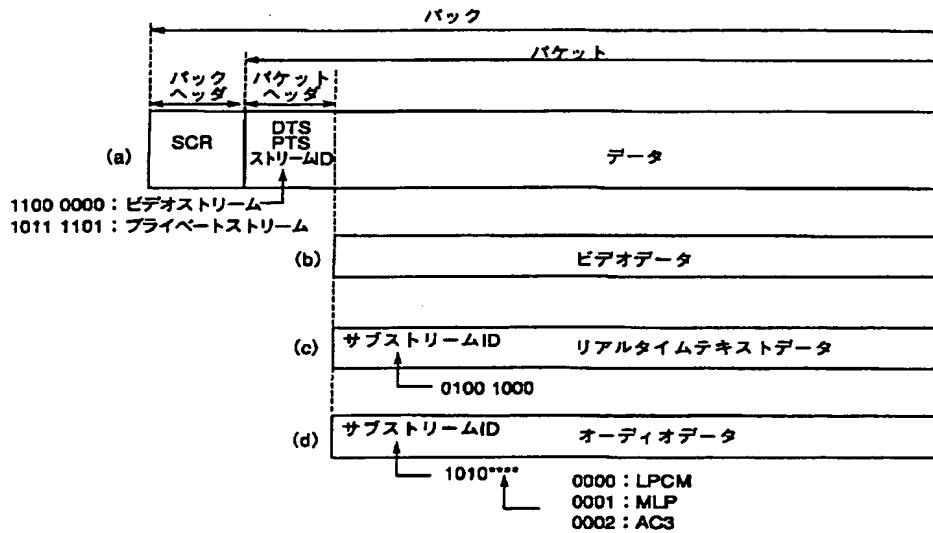 パック
パケット
パック
ヘッダ
パケット
ヘッダ
(a)
SCR
DTS
PTS
ストリームID
データ
1100 0000：ビデオストリーム
1011 1101：プライベートストリーム
(b)
ビデオデータ
(c)
サブストリームID
リアルタイムテキストデータ
0100 1000
(d)
サブストリームID
オーディオデータ
1010****
0000：LPCM
0001：MLP
0002：AC3